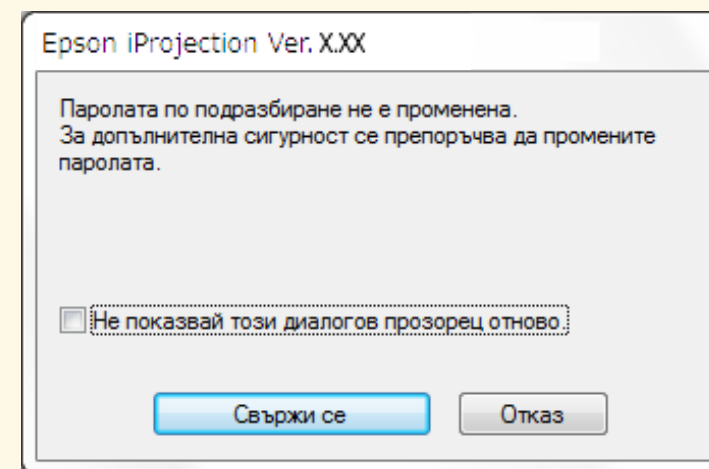 Epson iProjection Ver. X.XX
Паролата по подразбиране не е променена.
За допълнителна сигурност се препоръчва да промените
паролата.
Не показвай този диалогов прозорец отново.
Свържи се
Отказ